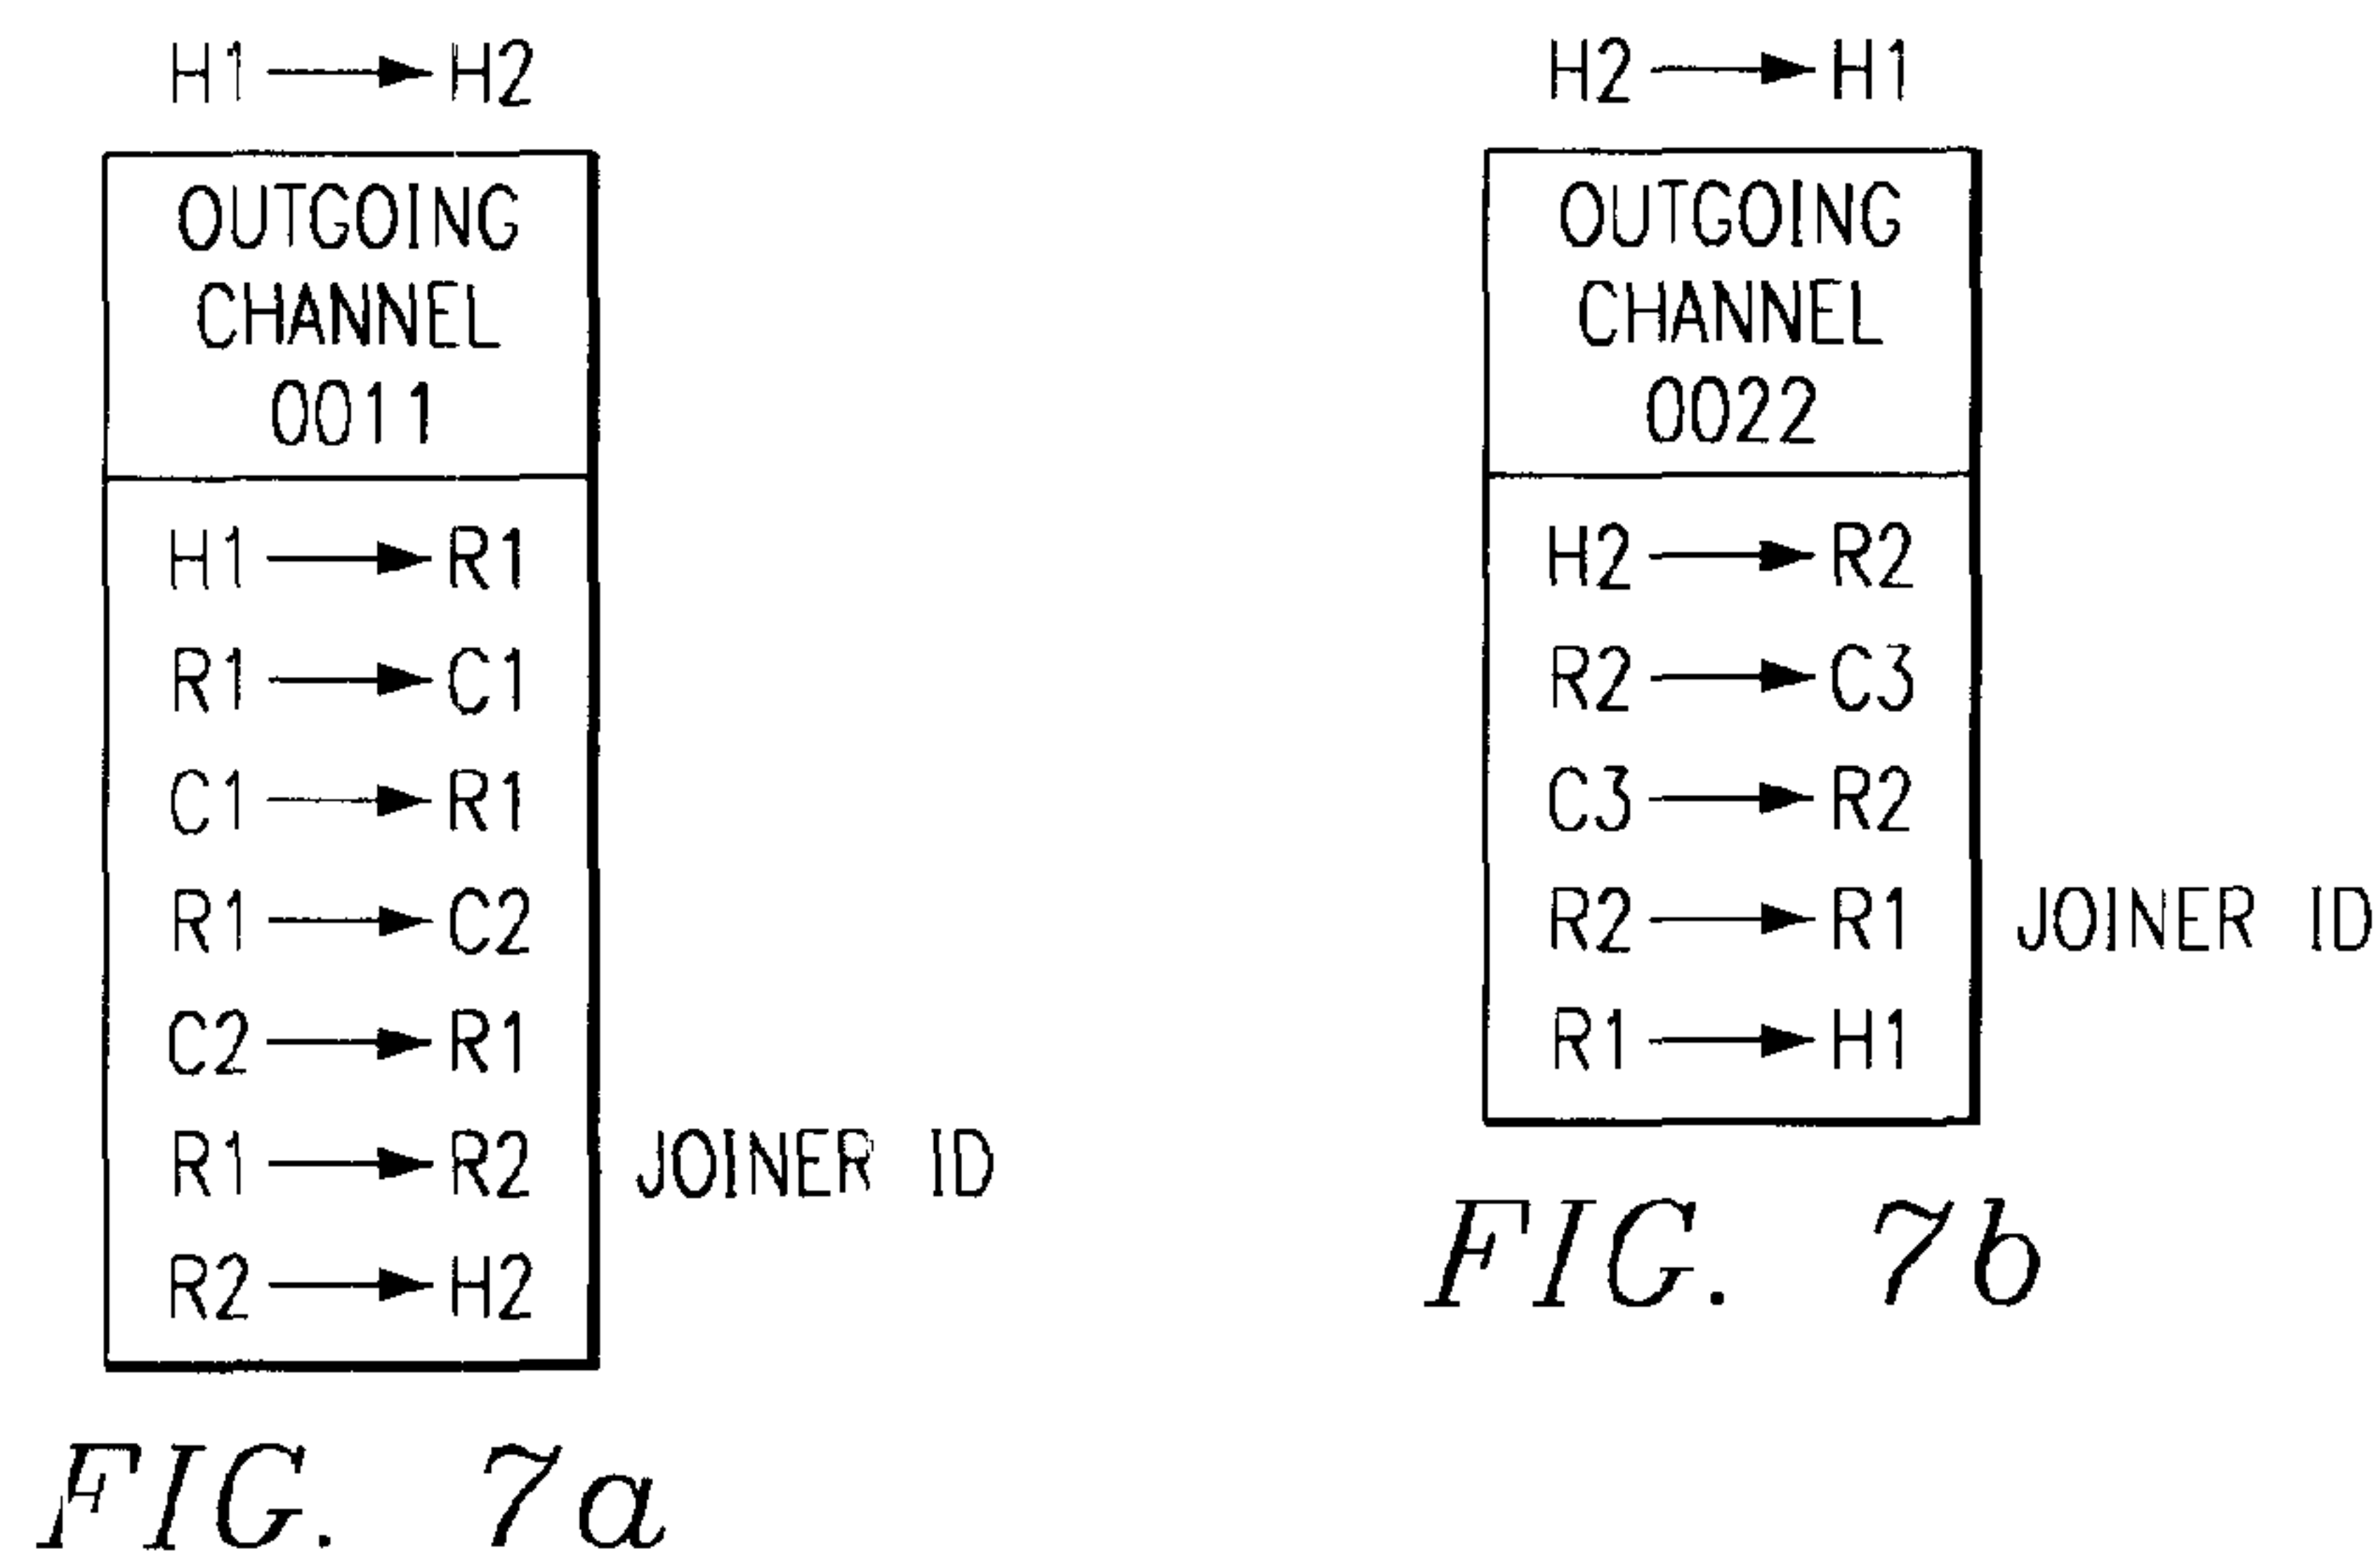 H1 → H2
OUTGOING
CHANNEL
0011
H1 → R1
R1 → C1
C1 → R1
R1 → C2
C2 → R1
R1 → R2 JOINER ID
R2 → H2
FIG. 7a
H2 → H1
OUTGOING
CHANNEL
0022
H2 → R2
R2 → C3
C3 → R2
R2 → R1 JOINER ID
R1 → H1
FIG. 7b